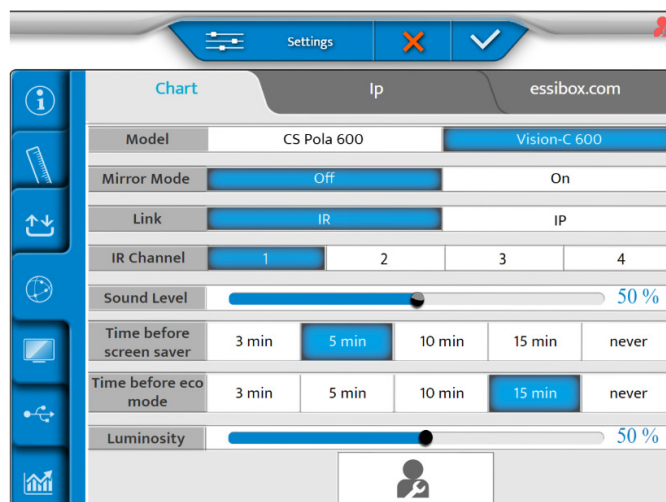 Settings
Chart Ip essibox.com
Model CS Pola 600 Vision-C 600
Mirror Mode Off On
Link IR IP
IR Channel 1 2 3 4
Sound Level 50 %
Time before
screen saver 3 min 5 min 10 min 15 min never
Time before eco
mode 3 min 5 min 10 min 15 min never
Luminosity 50 %